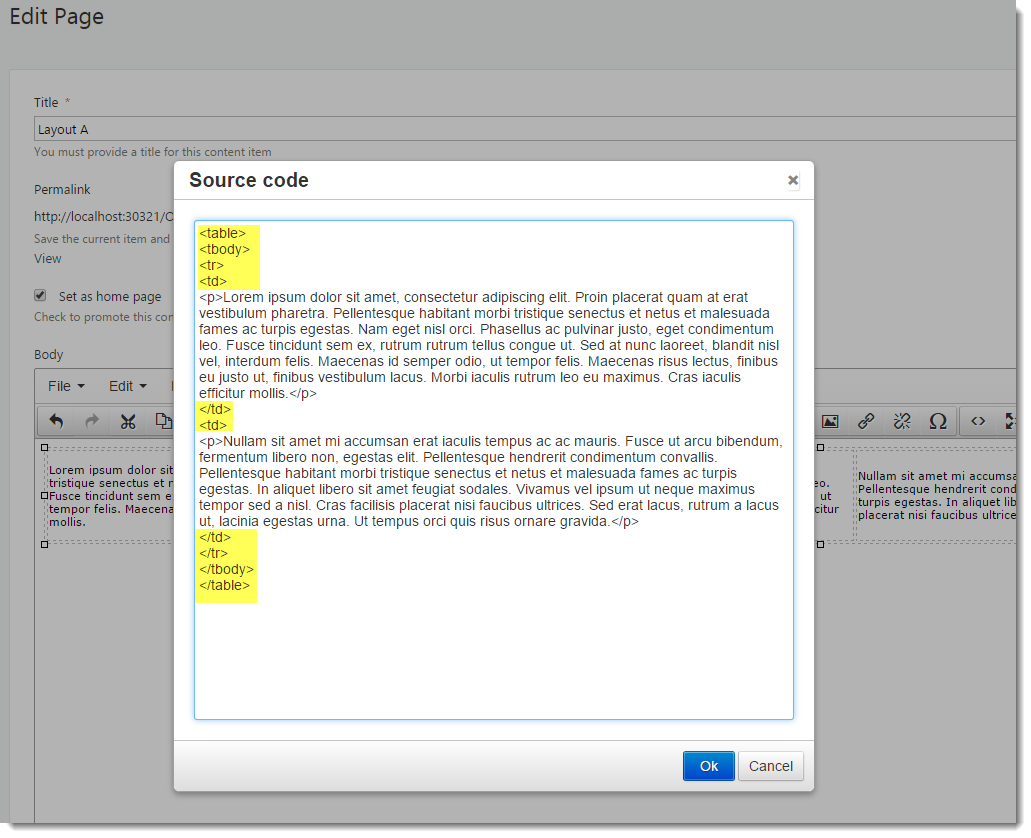 Edit Page
Title *
Layout A
You must provide a title for this content item
Permalink
http://localhost:30321/O
Save the current item and
View
Set as home page
Check to promote this con
Body
File
Edit
Lorem ipsum dolor sit
tristique senectus et n
Fusce tincidunt sem e
tempor felis. Maecena
mollis.
Source code
<table>
<tbody>
<tr>
<td>
<p>Lorem ipsum dolor sit amet, consectetur adipiscing elit. Proin placerat quam at erat
vestibulum pharetra. Pellentesque habitant morbi tristique senectus et netus et malesuada
fames ac turpis egestas. Nam eget nisl orci. Phasellus ac pulvinar justo, eget condimentum
leo. Fusce tincidunt sem ex, rutrum rutrum tellus congue ut. Sed at nunc laoreet, blandit nisl
vel, interdum felis. Maecenas id semper odio, ut tempor felis. Maecenas risus lectus, finibus
eu justo ut, finibus vestibulum lacus. Morbi iaculis rutrum leo eu maximus. Cras iaculis
efficitur mollis.</p>
</td>
<td>
<p>Nullam sit amet mi accumsan erat iaculis tempus ac ac mauris. Fusce ut arcu bibendum,
fermentum libero non, egestas elit. Pellentesque hendrerit condimentum convallis.
Pellentesque habitant morbi tristique senectus et netus et malesuada fames ac turpis
egestas. In aliquet libero sit amet feugiat sodales. Vivamus vel ipsum ut neque maximus
tempor sed a nisl. Cras facilisis placerat nisi faucibus ultrices. Sed erat lacus, rutrum a lacus
ut, lacinia egestas urna. Ut tempus orci quis risus ornare gravida.</p>
</td>
</tr>
</tbody>
</table>
Ok
Cancel
eo.
ut
citur
Nullam sit amet mi accumsa
Pellentesque hendrerit cond
turpis egestas. In aliquet lib
placerat nisi faucibus ultrice